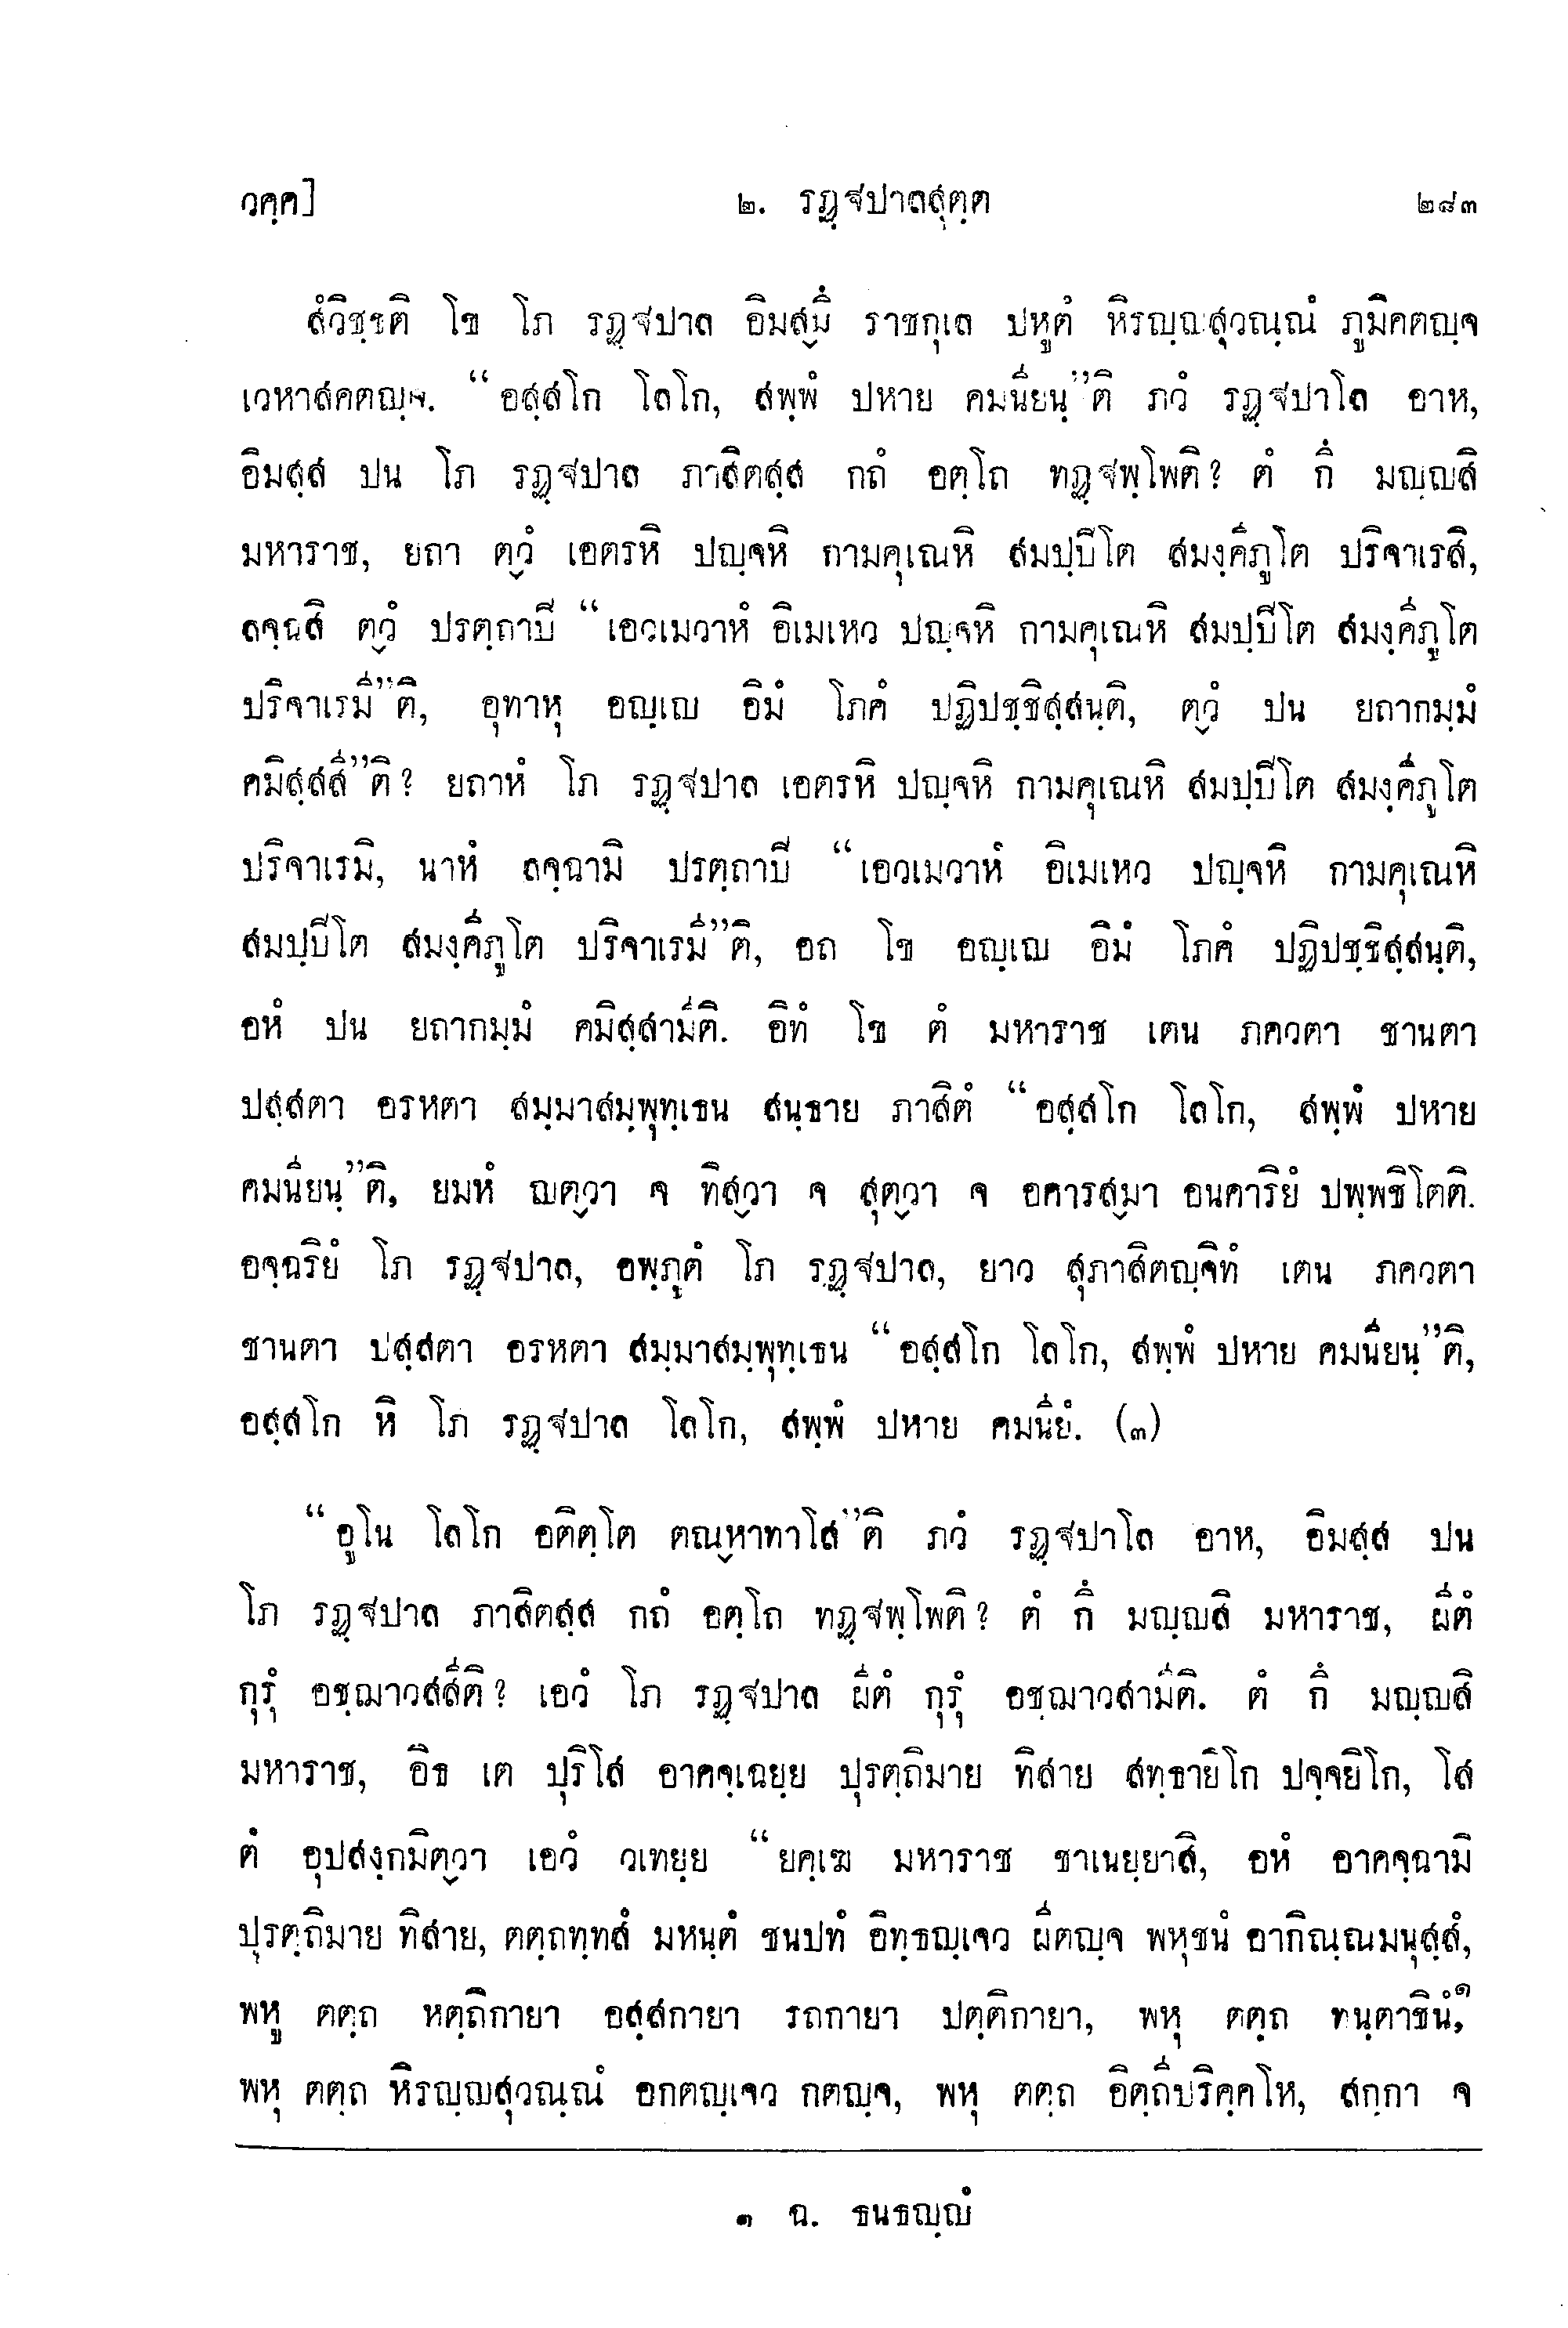 วคฺค]
๒. รฏฺฐปาลสุตฺต
๒๘๓
สํวิชฺชติ โข โภ รฏฺฐปาล อิมสฺมึ ราชกุเล ปหูตํ หิรญฺญสุวณฺณํ ภูมิคตญฺจ
เวหาสคตญฺจ. “อสฺสโก โลโก, สพฺพํ ปหาย คมนียนฺ”ติ ภวํ รฏฺฐปาโล อาห,
อิมสฺส ปน โภ รฏฺฐปาล ภาสิตสฺส กถํ อตฺโถ ทฏฺฐพฺโพติ? ตํ กึ มญฺญสิ
มหาราช, ยถา ตฺวํ เอตรหิ ปญฺจหิ กามคุเณหิ สมปฺปีโต สมงฺคีภูโต ปริจาเรสิ,
ลจฺฉสิ ตฺวํ ปรตฺถาปี “เอวเมวาหํ อิเมเหว ปญฺจหิ กามคุเณหิ สมปฺปีโต สมงฺคีภูโต
ปริจาเรมี”ติ, อุทาหุ อญฺเญ อิมํ โภคํ ปฏิปชฺชิสฺสนฺติ, ตฺวํ ปน ยถากมฺมํ
คมิสฺสสี”ติ? ยถาหํ โภ รฏฺฐปาล เอตรหิ ปญฺจหิ กามคุเณหิ สมปฺปีโต สมงฺคีภูโต
ปริจาเรมิ, นาหํ ลจฺฉามิ ปรตฺถาปี “เอวเมวาหํ อิเมเหว ปญฺจหิ กามคุเณหิ
สมปฺปีโต สมงฺคีภูโต ปริจาเรมี”ติ, อถ โข อญฺเญ อิมํ โภคํ ปฏิปชฺชิสฺสนฺติ,
อหํ ปน ยถากมฺมํ คมิสฺสามีติ. อิทํ โข ตํ มหาราช เตน ภควตา ชานตา
ปสฺสตา อรหตา สมฺมาสมฺพุทฺเธน สนฺธาย ภาสิตํ “อสฺสโก โลโก, สพฺพํ ปหาย
คมนียนฺ”ติ, ยมหํ ญตฺวา จ ทิสฺวา จ สุตฺวา จ อคารสฺมา อนคาริยํ ปพฺพชิโตติ.
อจฺฉริยํ โภ รฏฺฐปาล, อพฺภูตํ โภ รฏฺฐปาล, ยาว สุภาสิตญฺจิทํ เตน ภควตา
ชานตา ปสฺสตา อรหตา สมฺมาสมฺพุทฺเธน “อสฺสโก โลโก, สพฺพํ ปหาย คมนียนฺ”ติ,
อสฺสโก หิ โภ รฏฺฐปาล โลโก, สพฺพํ ปหาย คมนียํ. (๓)
“อูโน โลโก อติตฺโต ตณฺหาทาโส”ติ ภวํ รฏฺฐปาโล อาห, อิมสฺส ปน
โภ รฏฺฐปาล ภาสิตสฺส กถํ อตฺโถ ทฏฺฐพฺโพติ? ตํ กึ มญฺญสิ มหาราช, ผีตํ
กุรุํ อชฺฌาวสสีติ? เอวํ โภ รฏฺฐปาล ผีตํ กุรุํ อชฺฌาวสามีติ. ตํ กึ มญฺญสิ
มหาราช, อิธ เต ปุริโส อาคจฺเฉยฺย ปุรตฺถิมาย ทิสาย สทฺธายิโก ปจฺจยิโก, โส
ตํ อุปสงฺกมิตฺวา เอวํ วเทยฺย “ยคฺเฆ มหาราช ชาเนยฺยาสิ, อหํ อาคจฺฉามิ
ปุรตฺถิมาย ทิสาย, ตตฺถทฺทสํ มหนฺตํ ชนปทํ อิทฺธญฺเจว ผีตญฺจ พหุชนํ อากิณฺณมนุสฺสํ,
พหู ตตฺถ หตฺถิกายา อสฺสกายา รถกายา ปตฺติกายา, พหุ ตตฺถ ทนฺตาชินํ,๑
พหุ ตตฺถ หิรญฺญสุวณฺณํ อกตญฺเจว กตญฺจ, พหุ ตตฺถ อิตฺถีปริคฺคโห, สกฺกา จ
๑ ฉ. ธนธญฺญํ